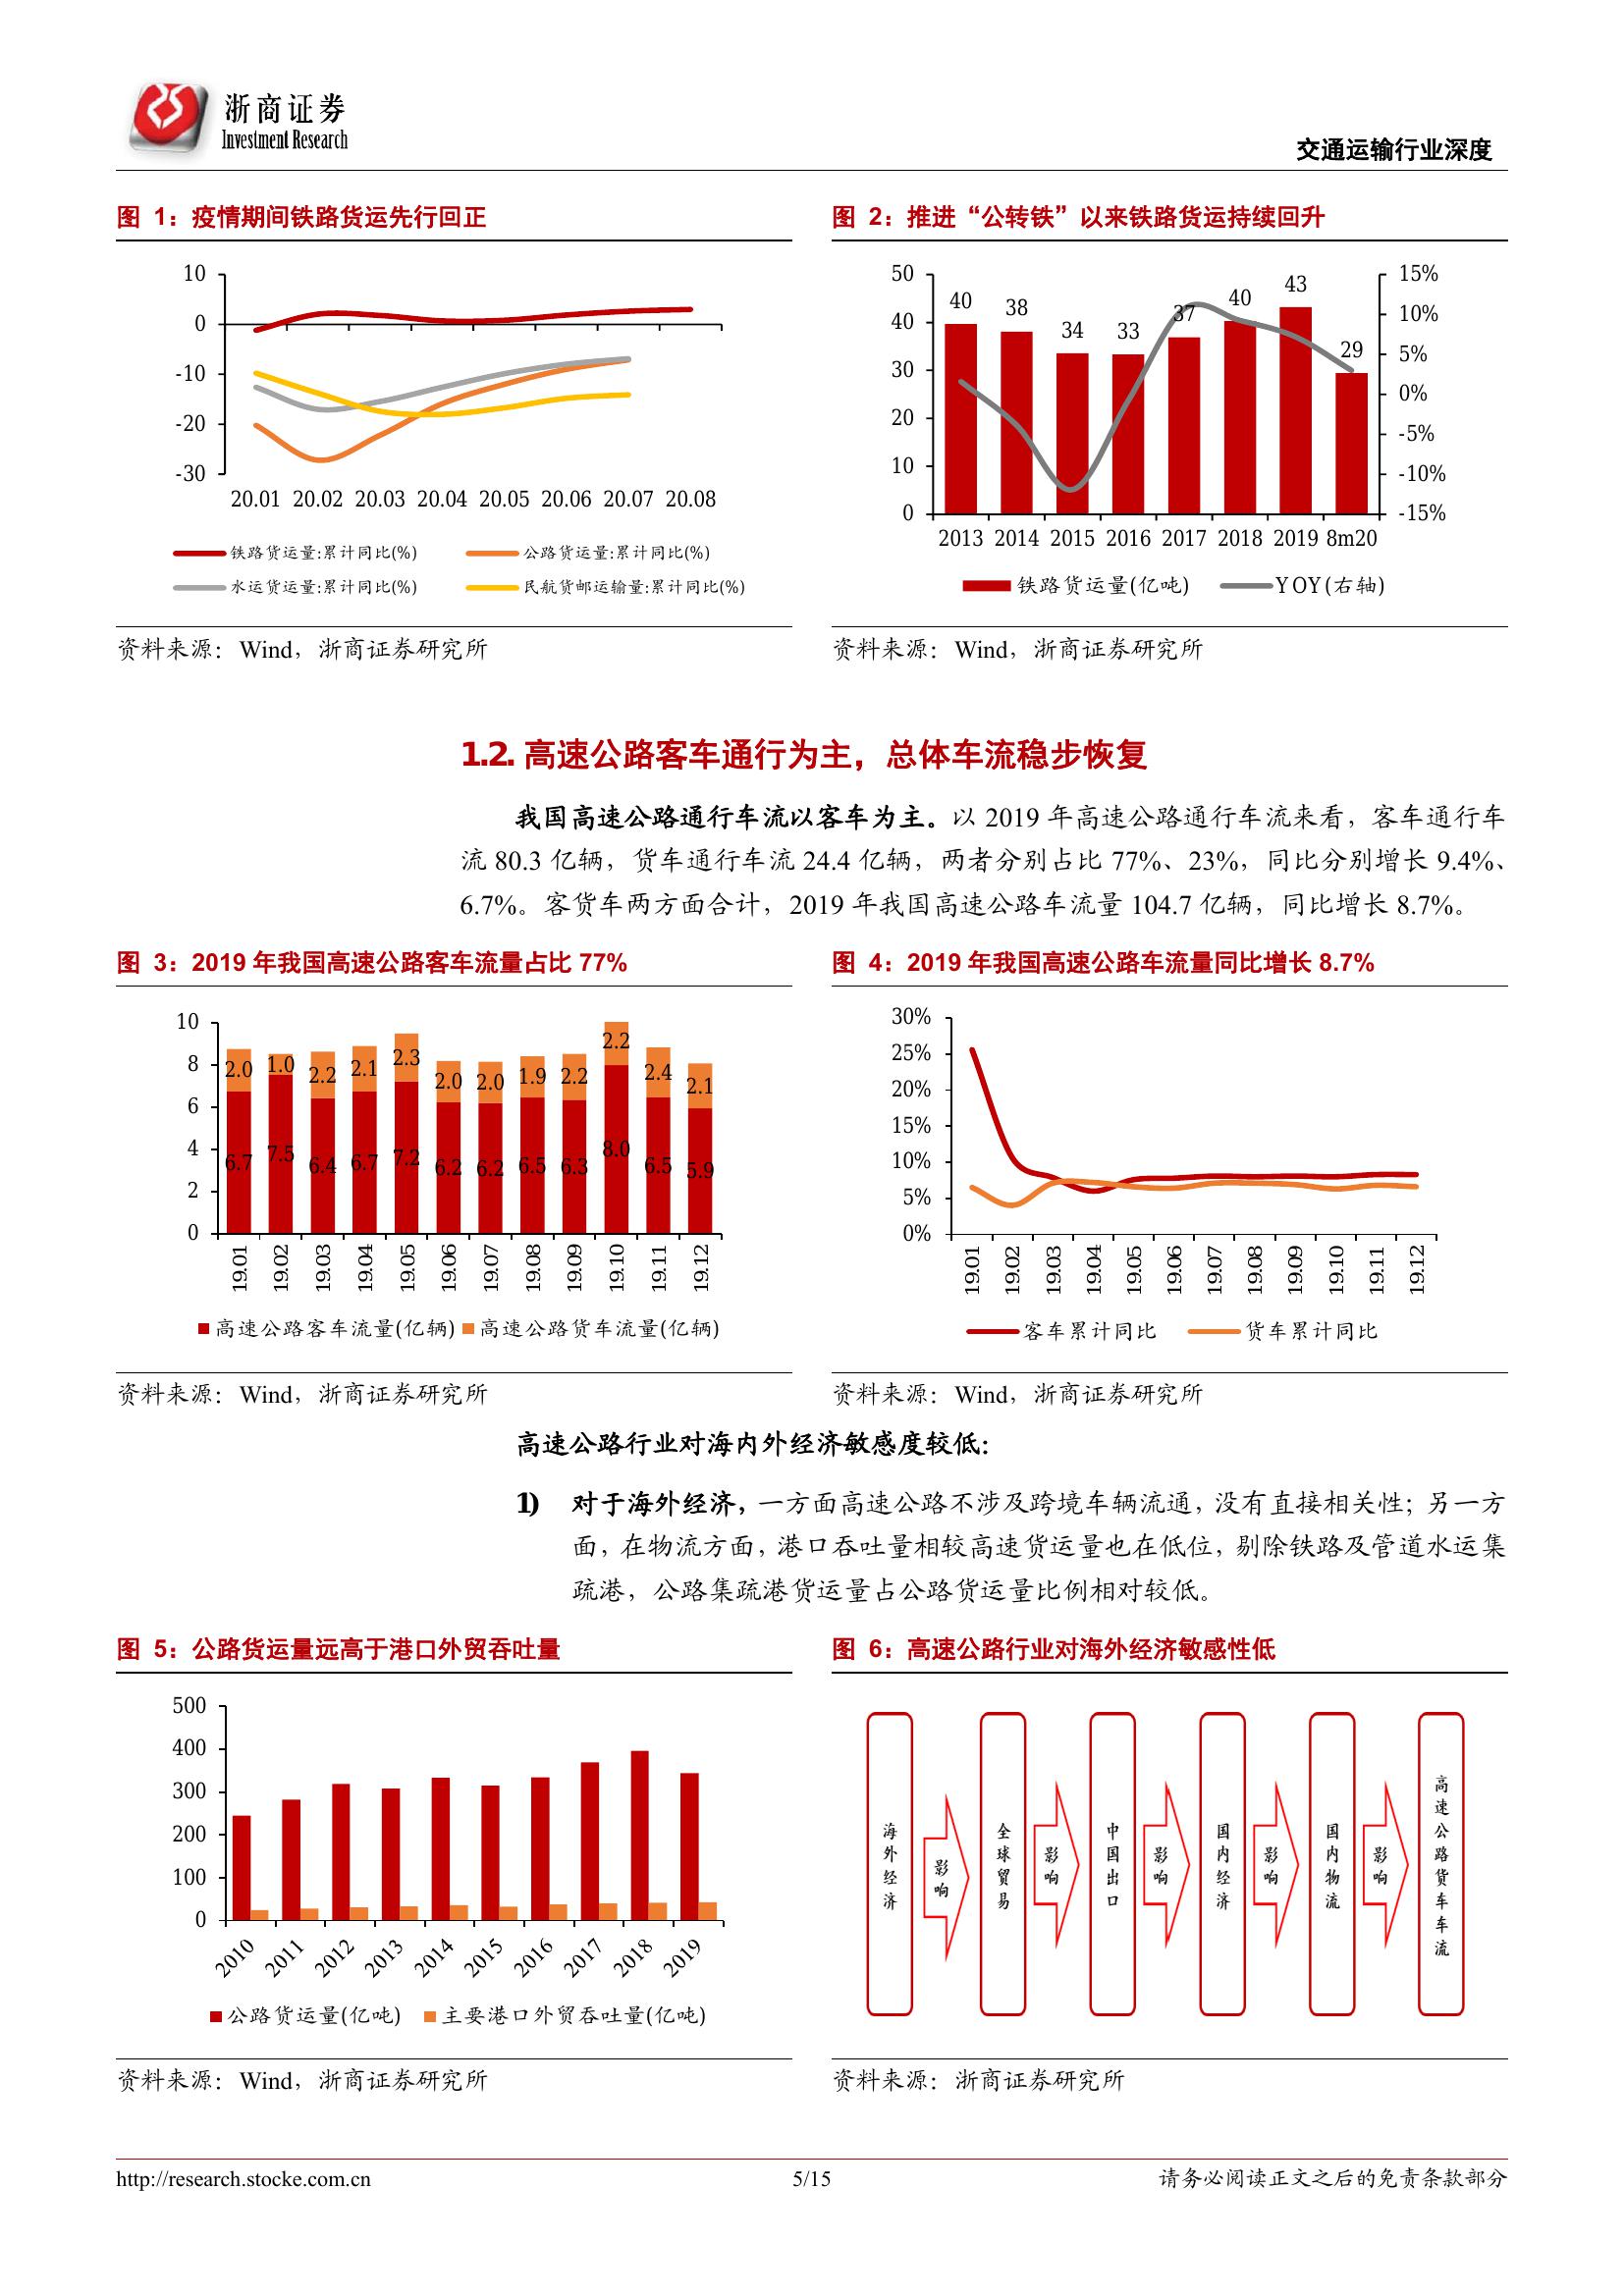 浙商证券
Investment Research
交通运输行业深度
图 1：疫情期间铁路货运先行回正
10
0
-10
-20
-30
20.01 20.02 20.03 20.04 20.05 20.06 20.07 20.08
铁路货运量:累计同比(%) 公路货运量:累计同比(%)
水运货运量:累计同比(%) 民航货邮运输量:累计同比(%)
资料来源：Wind，浙商证券研究所
图 2：推进“公转铁”以来铁路货运持续回升
50
40
30
20
10
0
40 38 34 33 37 40 43 29
15%
10%
5%
0%
-5%
-10%
-15%
2013 2014 2015 2016 2017 2018 2019 8m20
铁路货运量(亿吨) YOY(右轴)
资料来源：Wind，浙商证券研究所
1.2. 高速公路客车通行为主，总体车流稳步恢复
我国高速公路通行车流以客车为主。以 2019 年高速公路通行车流来看，客车通行车
流 80.3 亿辆，货车通行车流 24.4 亿辆，两者分别占比 77%、23%，同比分别增长 9.4%、
6.7%。客货车两方面合计，2019 年我国高速公路车流量 104.7 亿辆，同比增长 8.7%。
图 3：2019 年我国高速公路客车流量占比 77%
10
8
6
4
2
0
2.0 1.0 2.2 2.1 2.3 2.0 2.0 1.9 2.2 2.2 2.4 2.1
6.7 7.5 6.4 6.7 7.2 6.2 6.2 6.5 6.3 8.0 6.5 5.9
19.01 19.02 19.03 19.04 19.05 19.06 19.07 19.08 19.09 19.10 19.11 19.12
高速公路客车流量(亿辆) 高速公路货车流量(亿辆)
资料来源：Wind，浙商证券研究所
图 4：2019 年我国高速公路车流量同比增长 8.7%
30%
25%
20%
15%
10%
5%
0%
19.01 19.02 19.03 19.04 19.05 19.06 19.07 19.08 19.09 19.10 19.11 19.12
客车累计同比 货车累计同比
资料来源：Wind，浙商证券研究所
高速公路行业对海内外经济敏感度较低：
1) 对于海外经济，一方面高速公路不涉及跨境车辆流通，没有直接相关性；另一方
面，在物流方面，港口吞吐量相较高速货运量也在低位，剔除铁路及管道水运集
疏港，公路集疏港货运量占公路货运量比例相对较低。
图 5：公路货运量远高于港口外贸吞吐量
500
400
300
200
100
0
2010 2011 2012 2013 2014 2015 2016 2017 2018 2019
公路货运量(亿吨) 主要港口外贸吞吐量(亿吨)
资料来源：Wind，浙商证券研究所
图 6：高速公路行业对海外经济敏感性低
海外经济
影响
全球贸易
影响
中国出口
影响
国内经济
影响
国内物流
影响
高速公路货车车流
资料来源：浙商证券研究所
http://research.stocke.com.cn
5/15
请务必阅读正文之后的免责条款部分